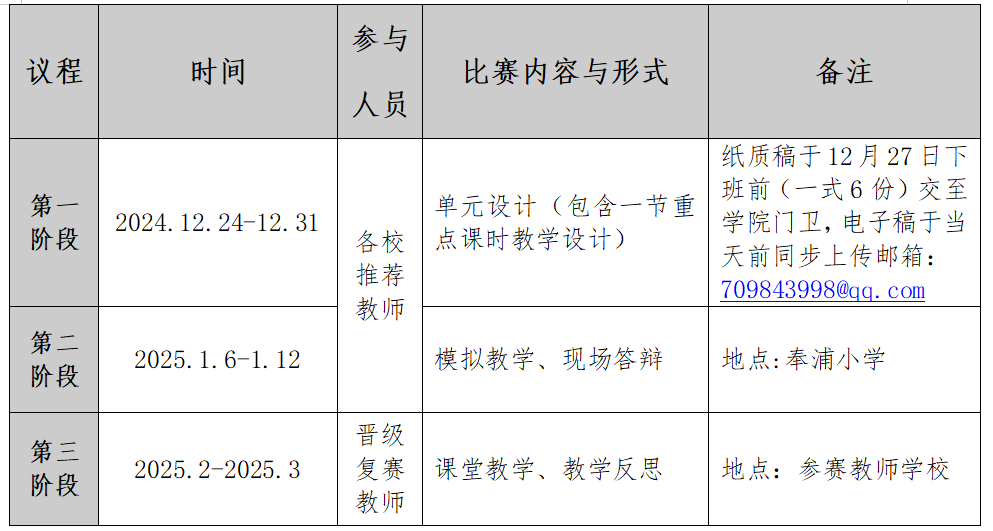 议程
时间
参与
人员
比赛内容与形式
备注
第一
阶段
2024.12.24-12.31
各校
推荐
教师
单元设计（包含一节重
点课时教学设计）
纸质稿于 12 月 27 日下
班前（一式 6 份）交至
学院门卫，电子稿于当
天前同步上传邮箱：
709843998@qq.com
第二
阶段
2025.1.6-1.12
模拟教学、现场答辩
地点:奉浦小学
第三
阶段
2025.2-2025.3
晋级
复赛
教师
课堂教学、教学反思
地点：参赛教师学校